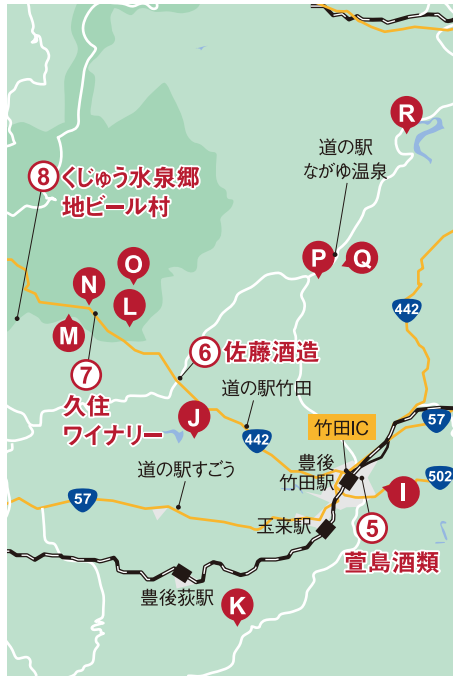 R
道の駅
ながゆ温泉
⑧
くじゅう水泉郷
地ビール村
O
P
Q
N
L
442
M
⑥
佐藤酒造
⑦
久住
ワイナリー
道の駅竹田
J
竹田IC
57
442
豊後
竹田駅
道の駅すごう
502
I
57
⑤
玉来駅
萱島酒類
豊後荻駅
K